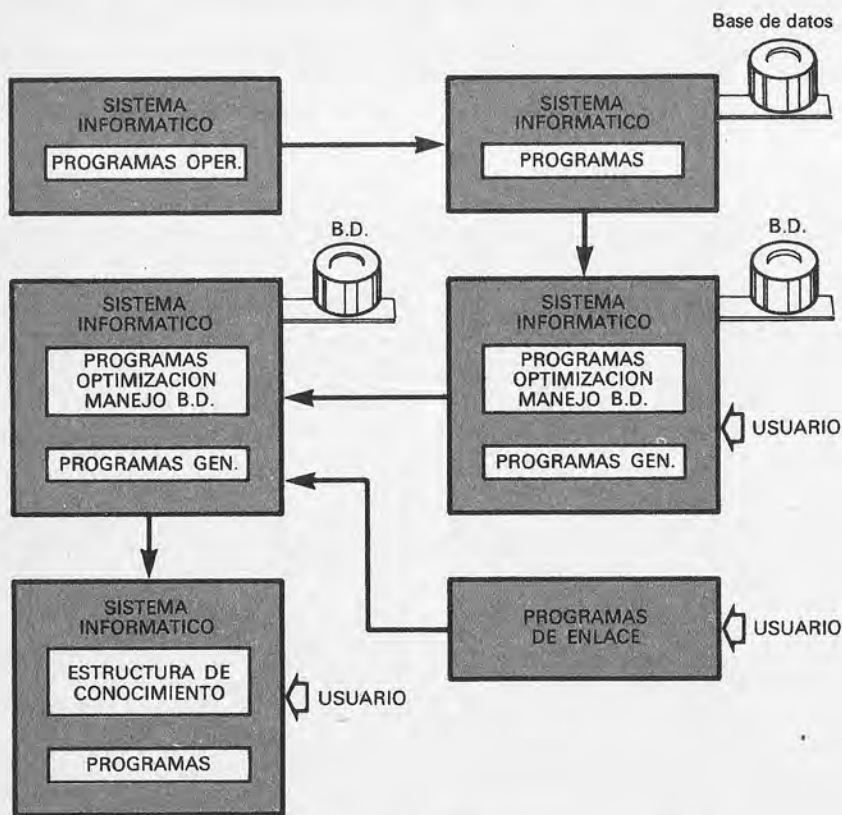 Base de datos
SISTEMA
INFORMATICO
PROGRAMAS OPER.
SISTEMA
INFORMATICO
PROGRAMAS
B.D.
SISTEMA
INFORMATICO
PROGRAMAS
OPTIMIZACION
MANEJO B.D.
PROGRAMAS GEN.
B.D.
SISTEMA
INFORMATICO
PROGRAMAS
OPTIMIZACION
MANEJO B.D.
PROGRAMAS GEN.
USUARIO
SISTEMA
INFORMATICO
ESTRUCTURA DE
CONOCIMIENTO
PROGRAMAS
USUARIO
PROGRAMAS
DE ENLACE
USUARIO